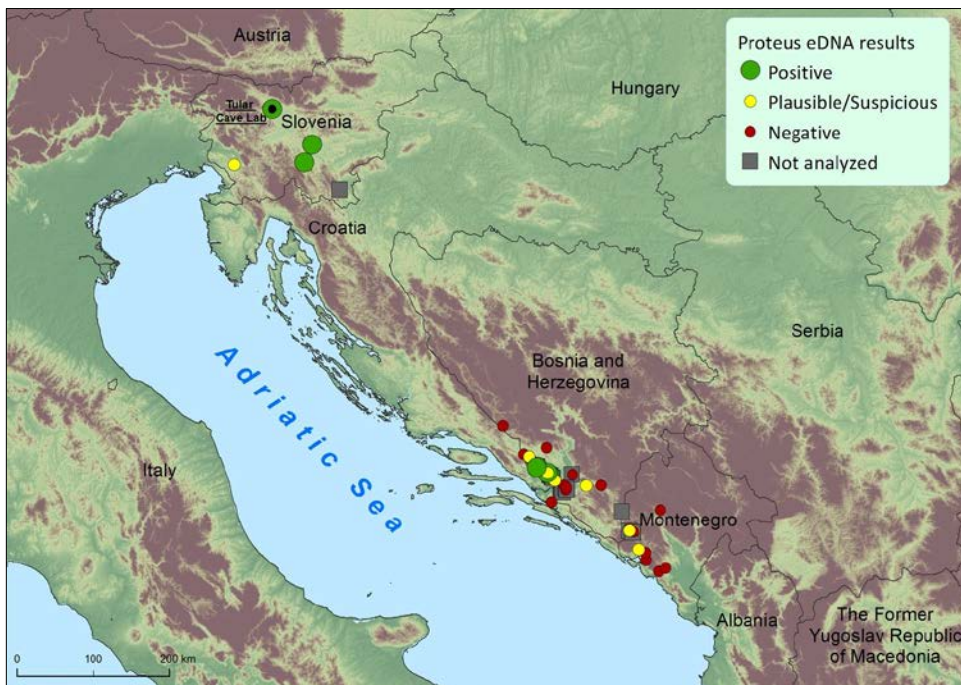 Austria
Hungary
Tular
Cave Lab
Slovenia
Croatia
Serbia
Bosnia and
Herzegovina
Adriatic Sea
Italy
Montenegro
Albania
The Former
Yugoslav Republic
of Macedonia
Proteus eDNA results
Positive
Plausible/Suspicious
Negative
Not analyzed
0 100 200 km